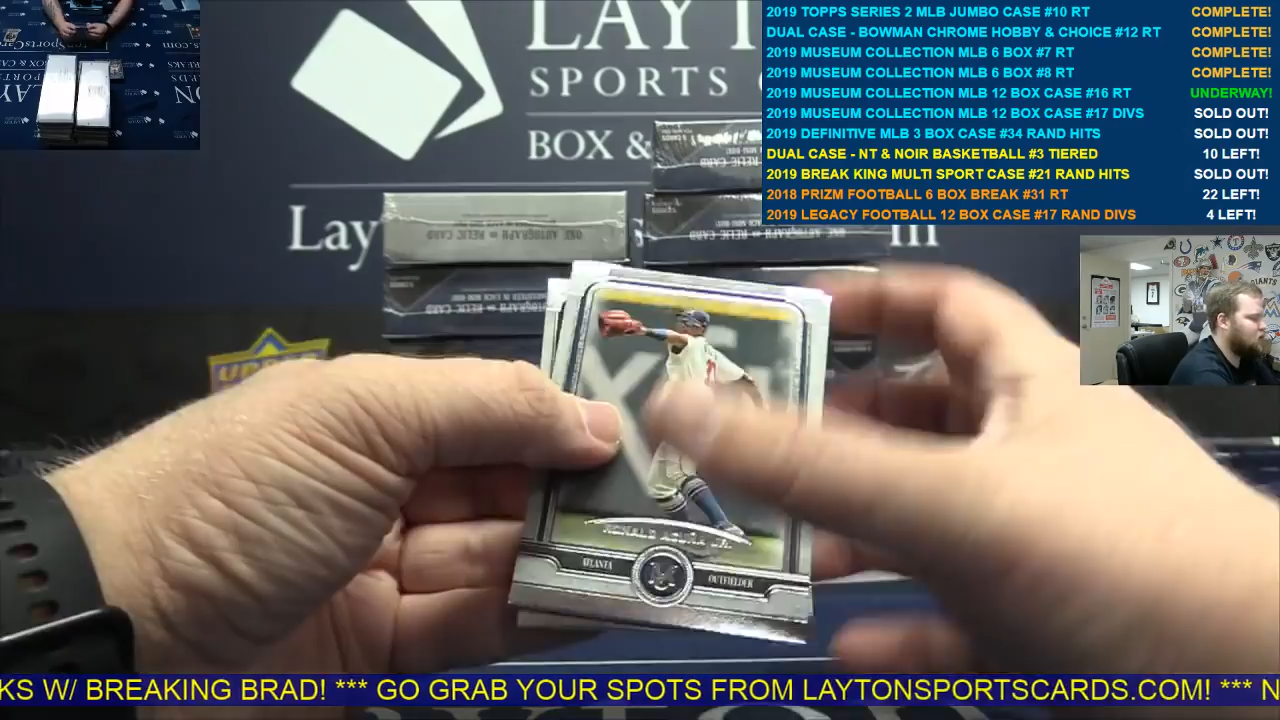 2019 TOPPS SERIES 2 MLB JUMBO CASE #10 RT COMPLETE!
DUAL CASE - BOWMAN CHROME HOBBY & CHOICE #12 RT COMPLETE!
2019 MUSEUM COLLECTION MLB 6 BOX #7 RT COMPLETE!
2019 MUSEUM COLLECTION MLB 6 BOX #8 RT COMPLETE!
2019 MUSEUM COLLECTION MLB 12 BOX CASE #16 RT UNDERWAY!
2019 MUSEUM COLLECTION MLB 12 BOX CASE #17 DIVS SOLD OUT!
2019 DEFINITIVE MLB 3 BOX CASE #34 RAND HITS SOLD OUT!
DUAL CASE - NT & NOIR BASKETBALL #3 TIERED 10 LEFT!
2019 BREAK KING MULTI SPORT CASE #21 RAND HITS SOLD OUT!
2018 PRIZM FOOTBALL 6 BOX BREAK #31 RT 22 LEFT!
2019 LEGACY FOOTBALL 12 BOX CASE #17 RAND DIVS 4 LEFT!
LAYT
SPORTS
BOX &
Lay
ONE AUTOGRAPH OR RELIC CARD
RONALD ACUÑA JR.
ATLANTA
OUTFIELDER
KS W/ BREAKING BRAD! *** GO GRAB YOUR SPOTS FROM LAYTONSPORTSCARDS.COM! *** N